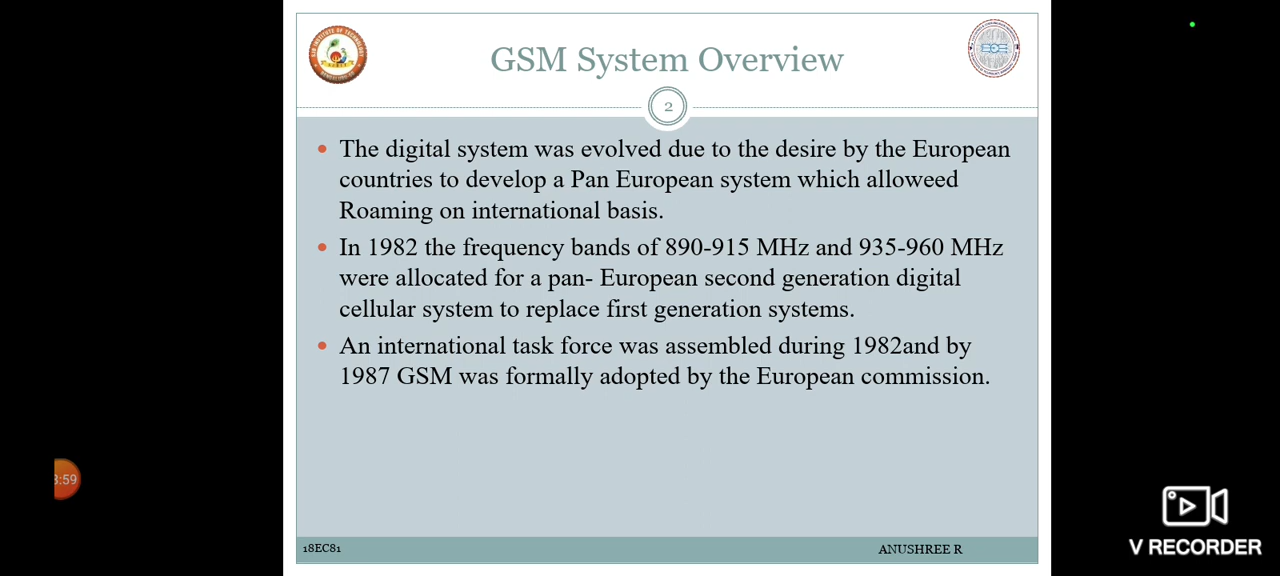 GSM System Overview
2
The digital system was evolved due to the desire by the European
countries to develop a Pan European system which alloweed
Roaming on international basis.
In 1982 the frequency bands of 890-915 MHz and 935-960 MHz
were allocated for a pan- European second generation digital
cellular system to replace first generation systems.
An international task force was assembled during 1982and by
1987 GSM was formally adopted by the European commission.
:59
18EC81
ANUSHREE R
V RECORDER